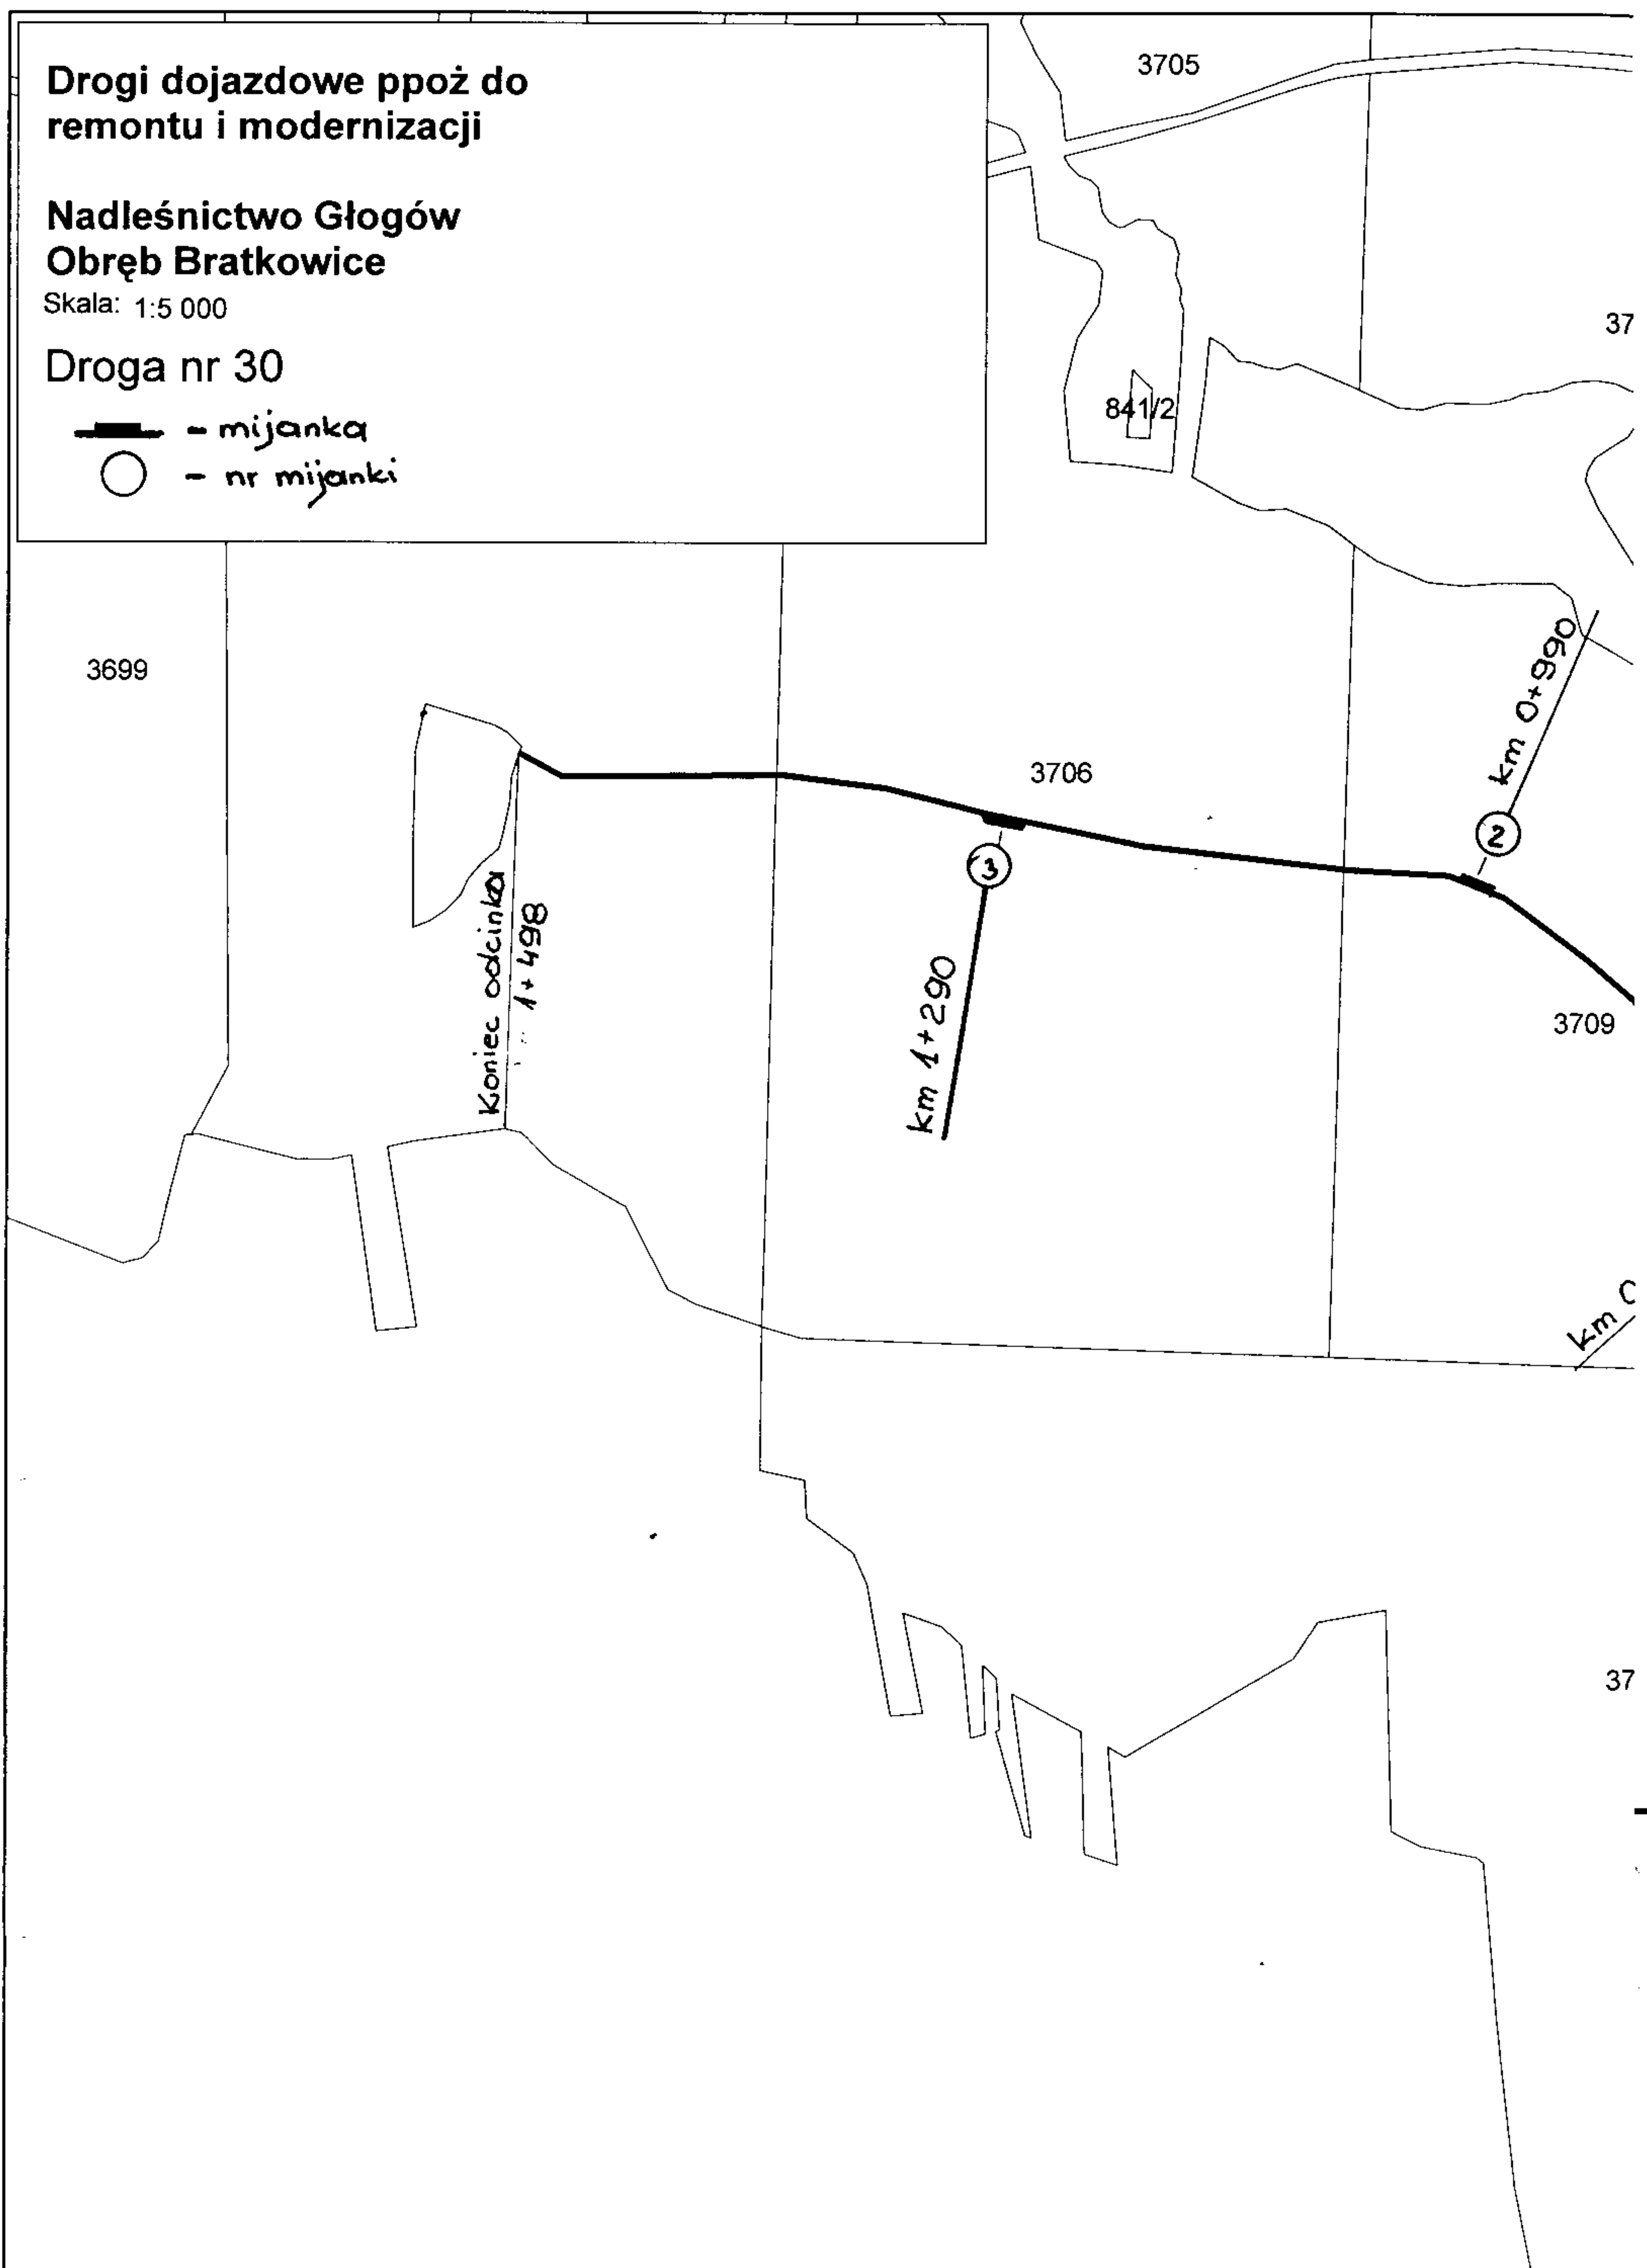 Drogi dojazdowe ppoż do
remontu i modernizacji
Nadleśnictwo Głogów
Obręb Bratkowice
Skala: 1:5 000
Droga nr 30
- mijanka
- nr mijanki
3705
37
841/2
3699
km 0+990
3706
2
3
Koniec odcinka
1+498
km 1+290
3709
km 0
37